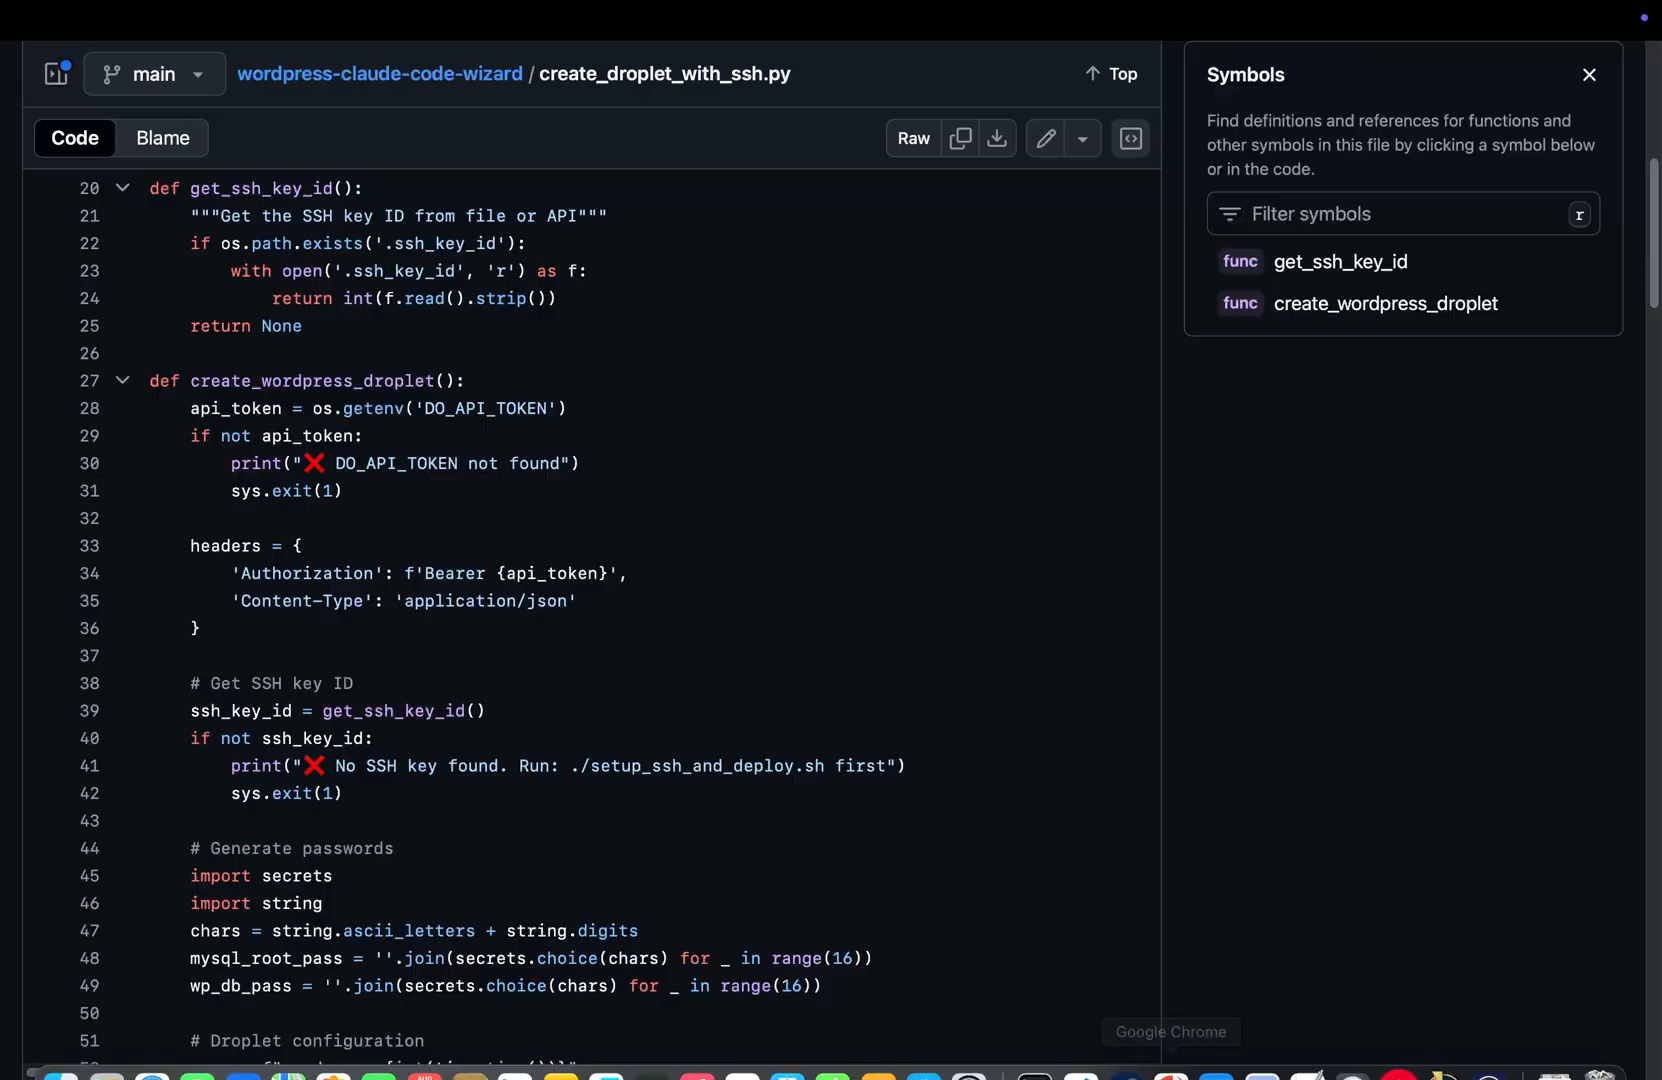 main
wordpress-claude-code-wizard / create_droplet_with_ssh.py
Top
Code
Blame
Raw
20 def get_ssh_key_id():
21 """Get the SSH key ID from file or API"""
22 if os.path.exists('.ssh_key_id'):
23 with open('.ssh_key_id', 'r') as f:
24 return int(f.read().strip())
25 return None
26
27 def create_wordpress_droplet():
28 api_token = os.getenv('DO_API_TOKEN')
29 if not api_token:
30 print("❌ DO_API_TOKEN not found")
31 sys.exit(1)
32
33 headers = {
34 'Authorization': f'Bearer {api_token}',
35 'Content-Type': 'application/json'
36 }
37
38 # Get SSH key ID
39 ssh_key_id = get_ssh_key_id()
40 if not ssh_key_id:
41 print("❌ No SSH key found. Run: ./setup_ssh_and_deploy.sh first")
42 sys.exit(1)
43
44 # Generate passwords
45 import secrets
46 import string
47 chars = string.ascii_letters + string.digits
48 mysql_root_pass = ''.join(secrets.choice(chars) for _ in range(16))
49 wp_db_pass = ''.join(secrets.choice(chars) for _ in range(16))
50
51 # Droplet configuration
Symbols
Find definitions and references for functions and
other symbols in this file by clicking a symbol below
or in the code.
Filter symbols
r
func get_ssh_key_id
func create_wordpress_droplet
Google Chrome